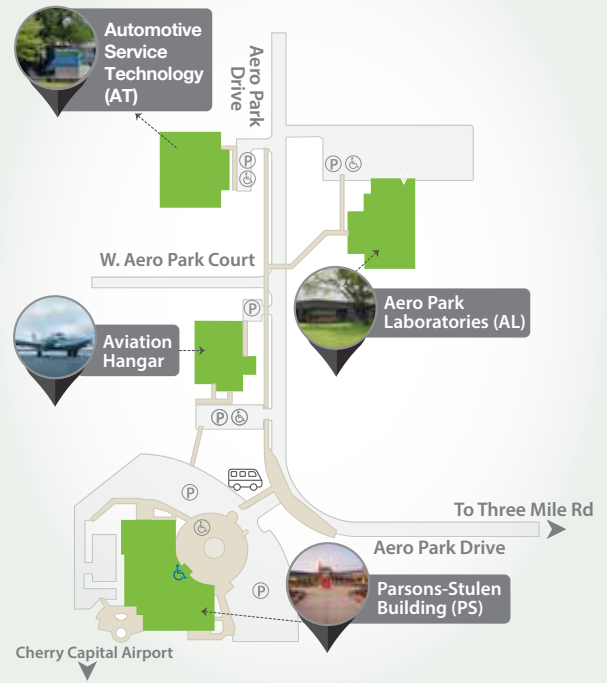 Automotive
Service
Technology
(AT)
Aero Park
Drive
P
P
W. Aero Park Court
P
Aero Park
Laboratories (AL)
Aviation
Hangar
P
P
To Three Mile Rd
Aero Park Drive
P
Parsons-Stulen
Building (PS)
Cherry Capital Airport